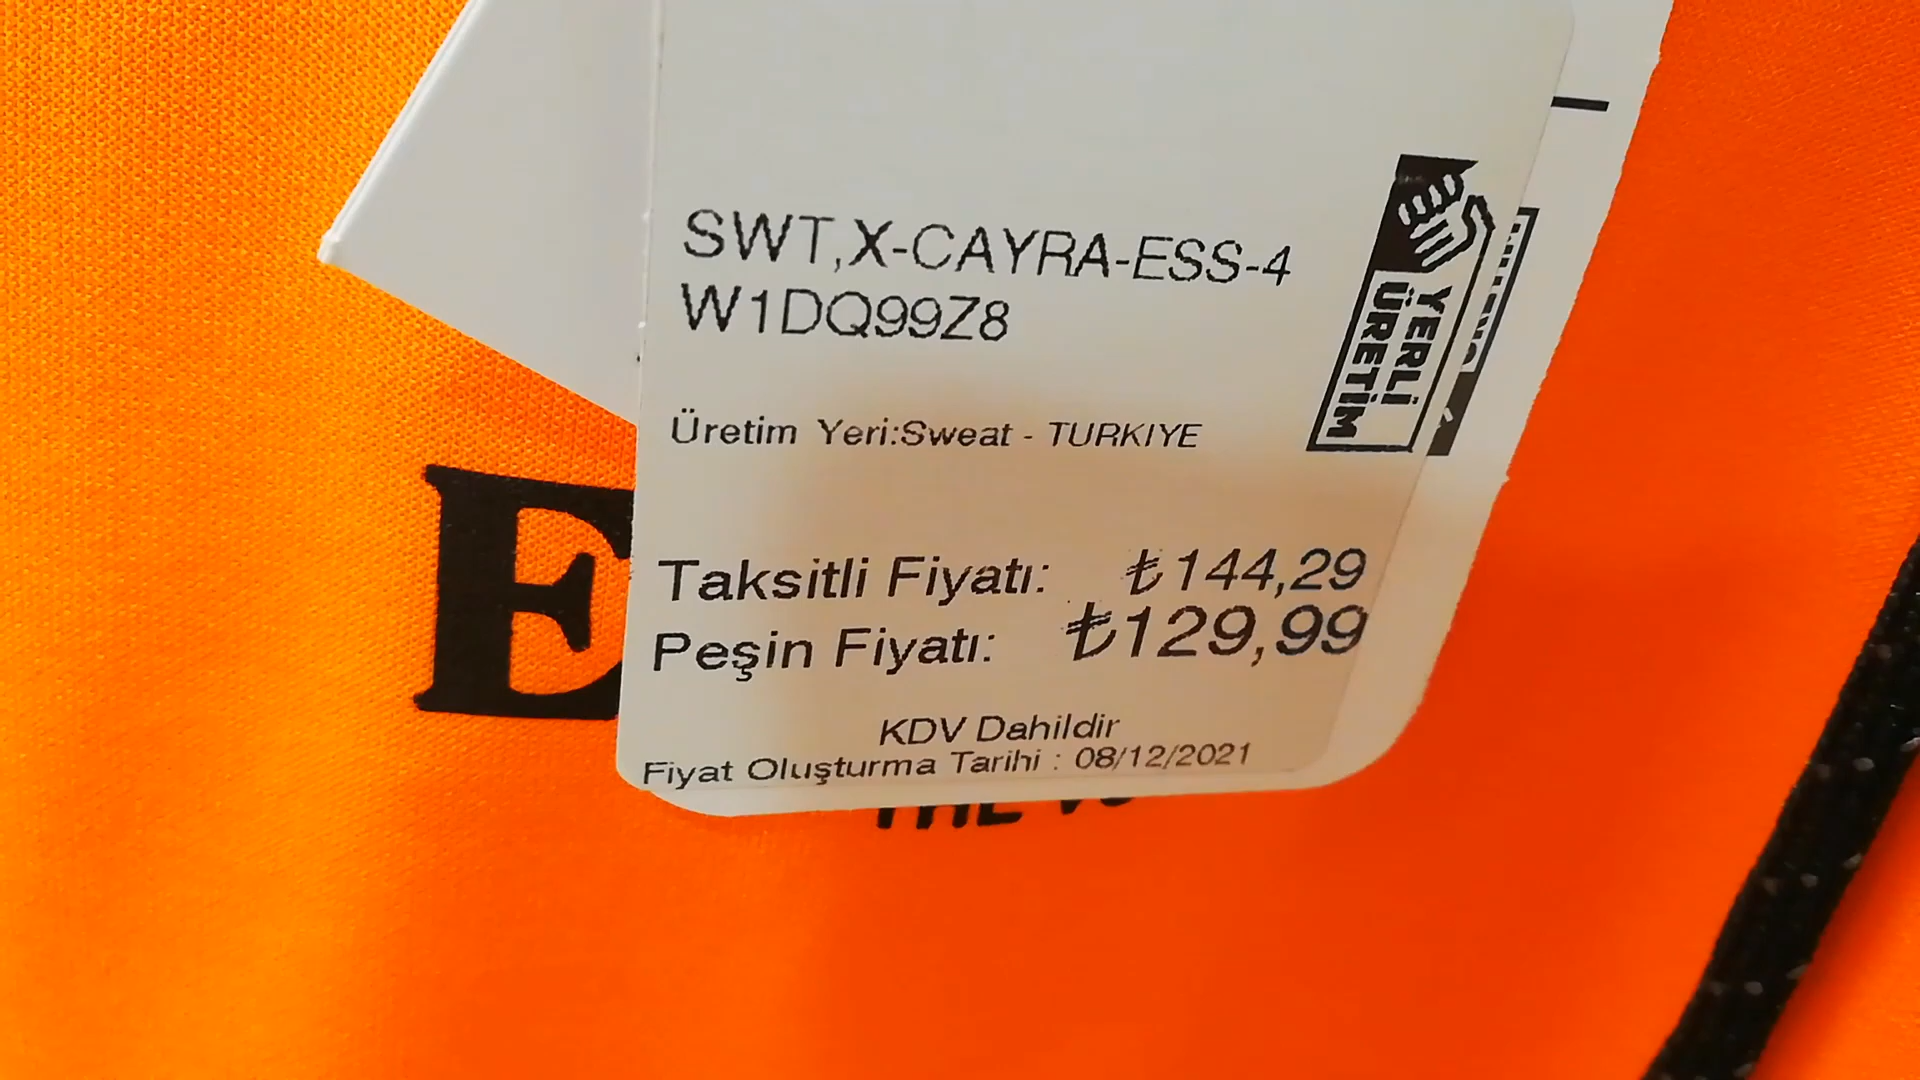 SWT,X-CAYRA-ESS-4
W1DQ99Z8
YERLİ
ÜRETİM
Üretim Yeri:Sweat - TURKIYE
E
Taksitli Fiyatı: ₺144,29
Peşin Fiyatı: ₺129,99
KDV Dahildir
Fiyat Oluşturma Tarihi : 08/12/2021
THE